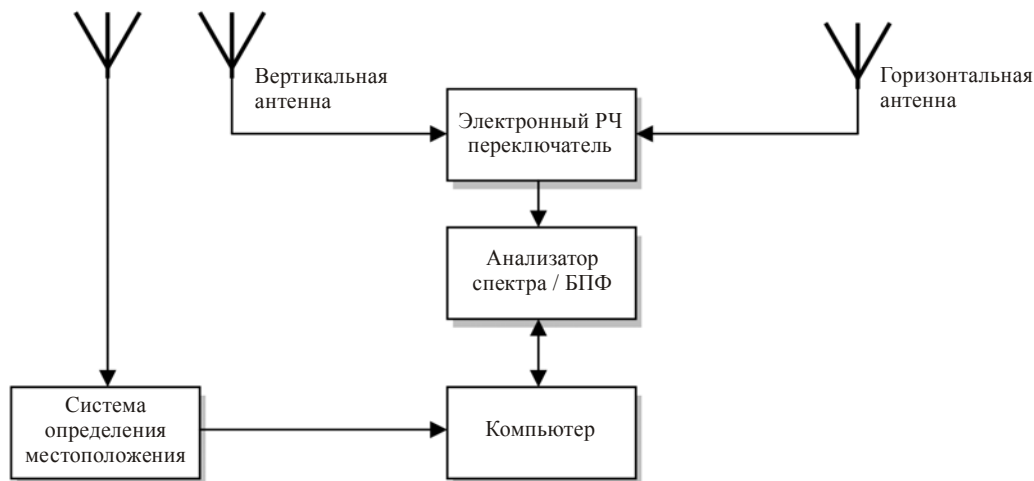 Вертикальная
антенна
Горизонтальная
антенна
Электронный РЧ
переключатель
Анализатор
спектра / БПФ
Система
определения
местоположения
Компьютер